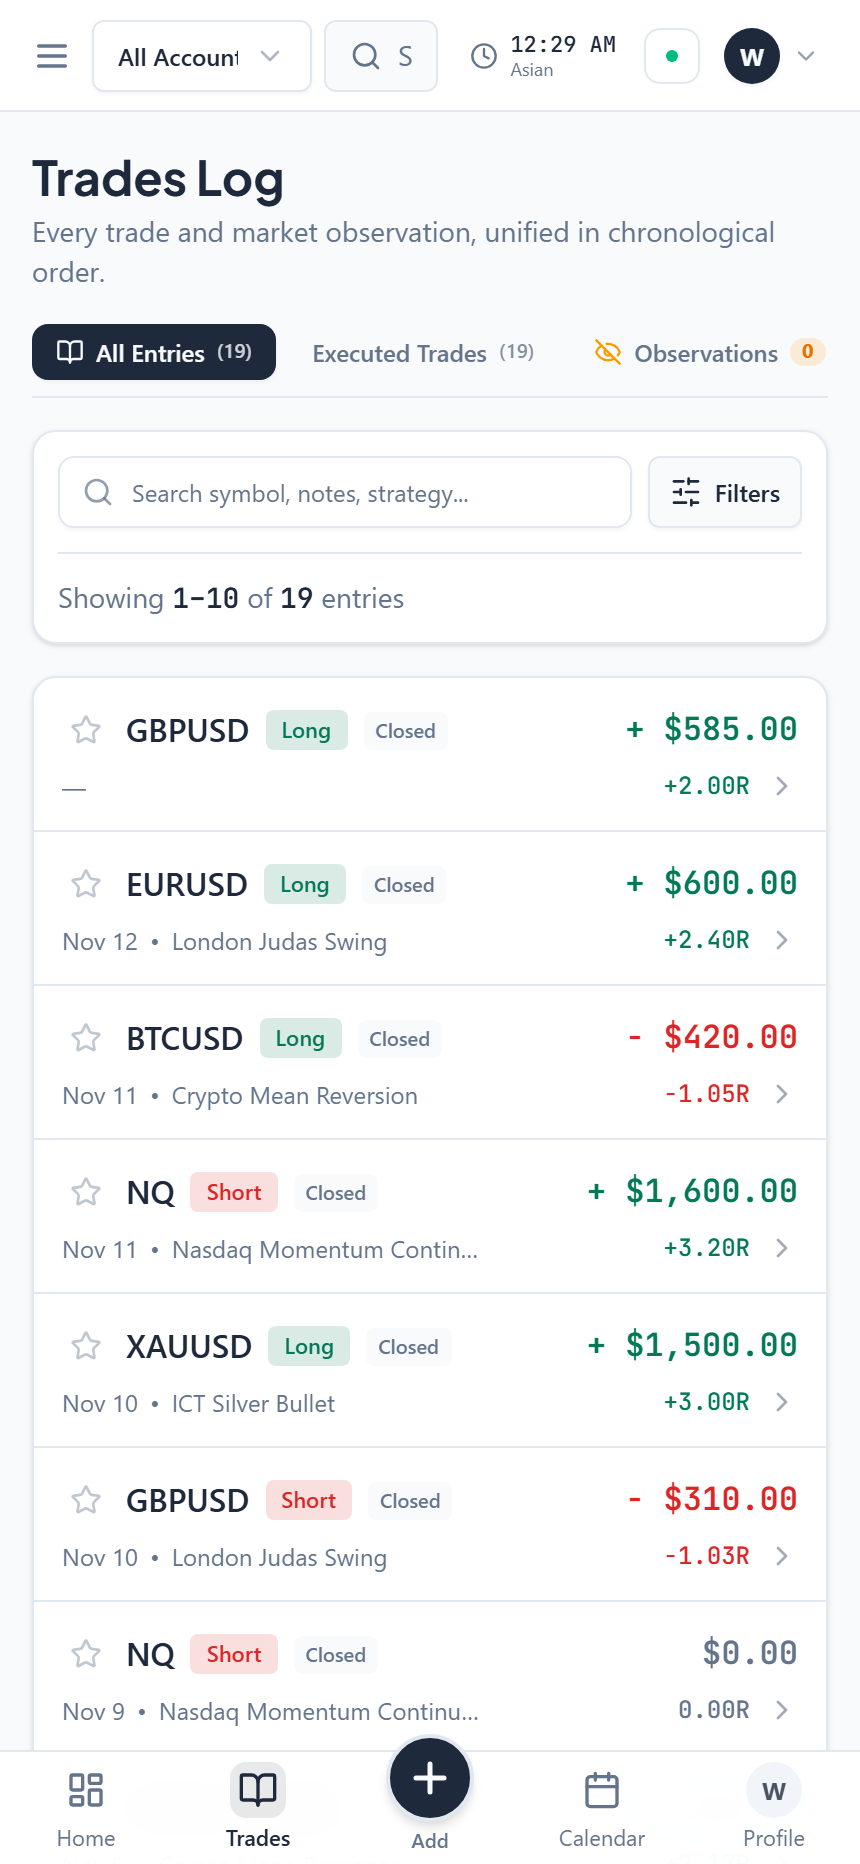 All Account
S
12:29 AM
Asian
W
Trades Log
Every trade and market observation, unified in chronological
order.
All Entries (19)
Executed Trades (19)
Observations 0
Search symbol, notes, strategy...
Filters
Showing 1–10 of 19 entries
GBPUSD Long Closed + $585.00
— +2.00R
EURUSD Long Closed + $600.00
Nov 12 • London Judas Swing +2.40R
BTCUSD Long Closed - $420.00
Nov 11 • Crypto Mean Reversion -1.05R
NQ Short Closed + $1,600.00
Nov 11 • Nasdaq Momentum Contin... +3.20R
XAUUSD Long Closed + $1,500.00
Nov 10 • ICT Silver Bullet +3.00R
GBPUSD Short Closed - $310.00
Nov 10 • London Judas Swing -1.03R
NQ Short Closed $0.00
Nov 9 • Nasdaq Momentum Continu... 0.00R
Home
Trades
Add
Calendar
W
Profile